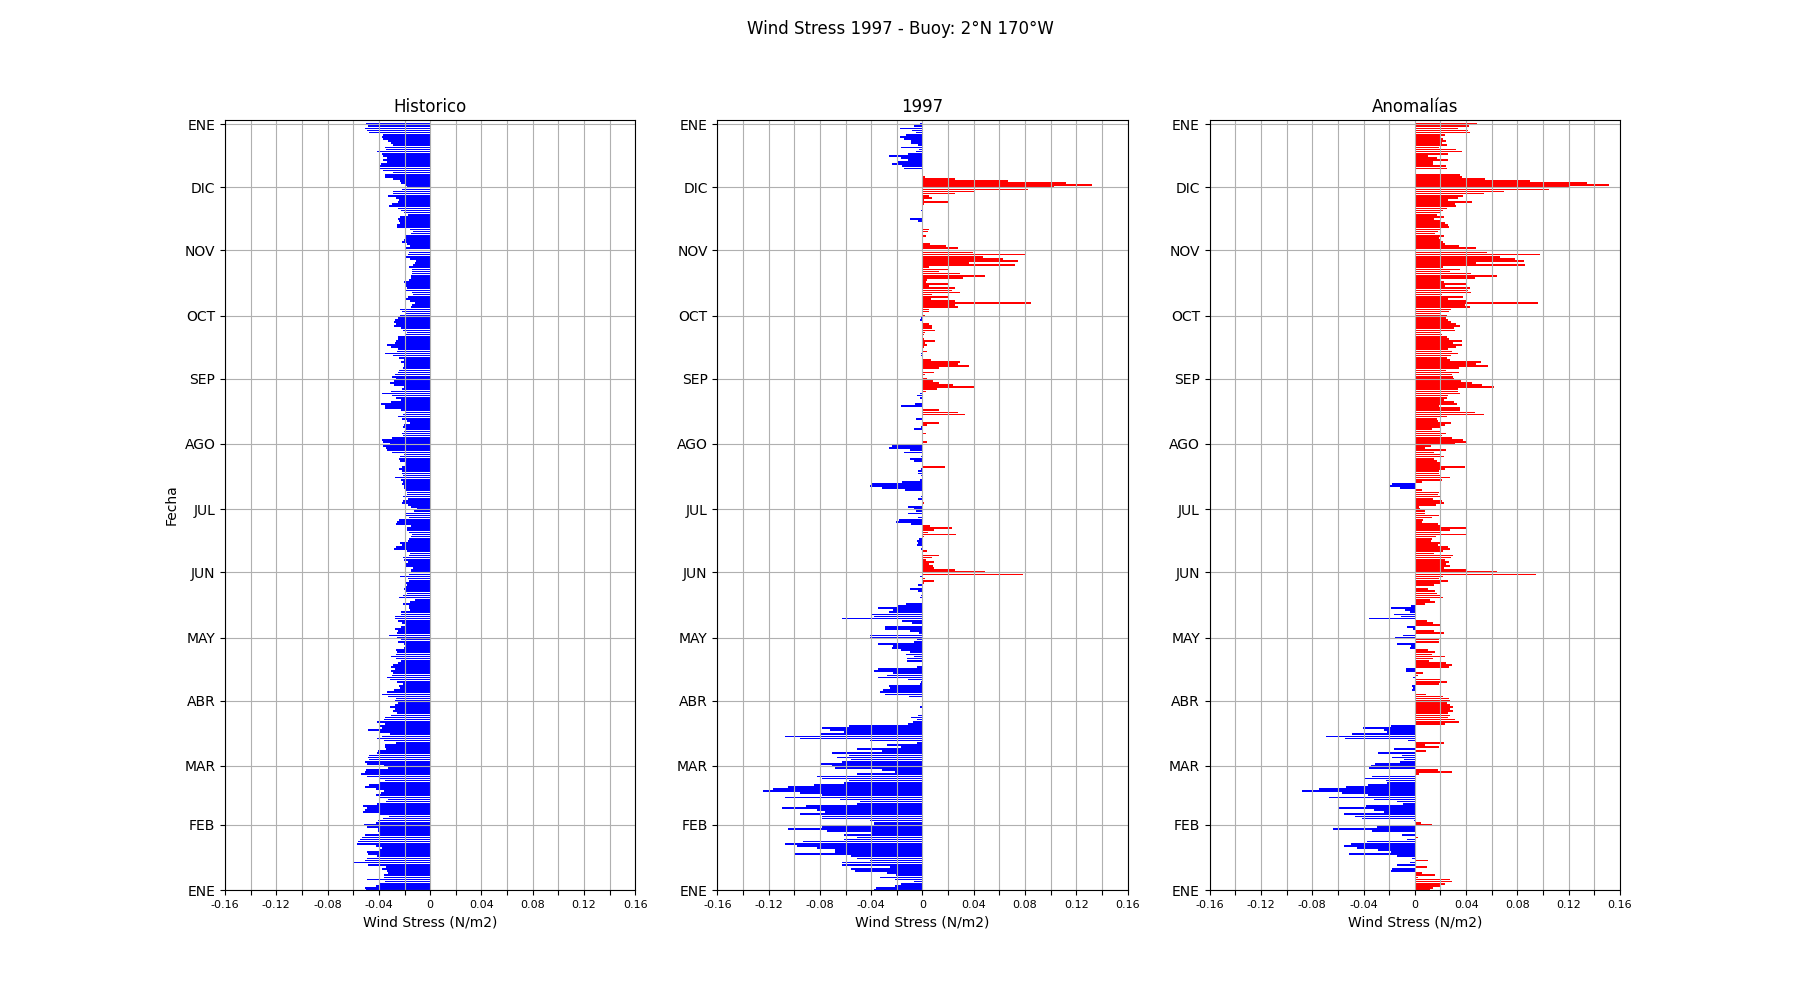 Wind Stress 1997 - Buoy: 2°N 170°W
Historico
1997
Anomalías
Fecha
ENE
DIC
NOV
OCT
SEP
AGO
JUL
JUN
MAY
ABR
MAR
FEB
ENE
-0.16 -0.12 -0.08 -0.04 0 0.04 0.08 0.12 0.16
Wind Stress (N/m2)
ENE
DIC
NOV
OCT
SEP
AGO
JUL
JUN
MAY
ABR
MAR
FEB
ENE
-0.16 -0.12 -0.08 -0.04 0 0.04 0.08 0.12 0.16
Wind Stress (N/m2)
ENE
DIC
NOV
OCT
SEP
AGO
JUL
JUN
MAY
ABR
MAR
FEB
ENE
-0.16 -0.12 -0.08 -0.04 0 0.04 0.08 0.12 0.16
Wind Stress (N/m2)